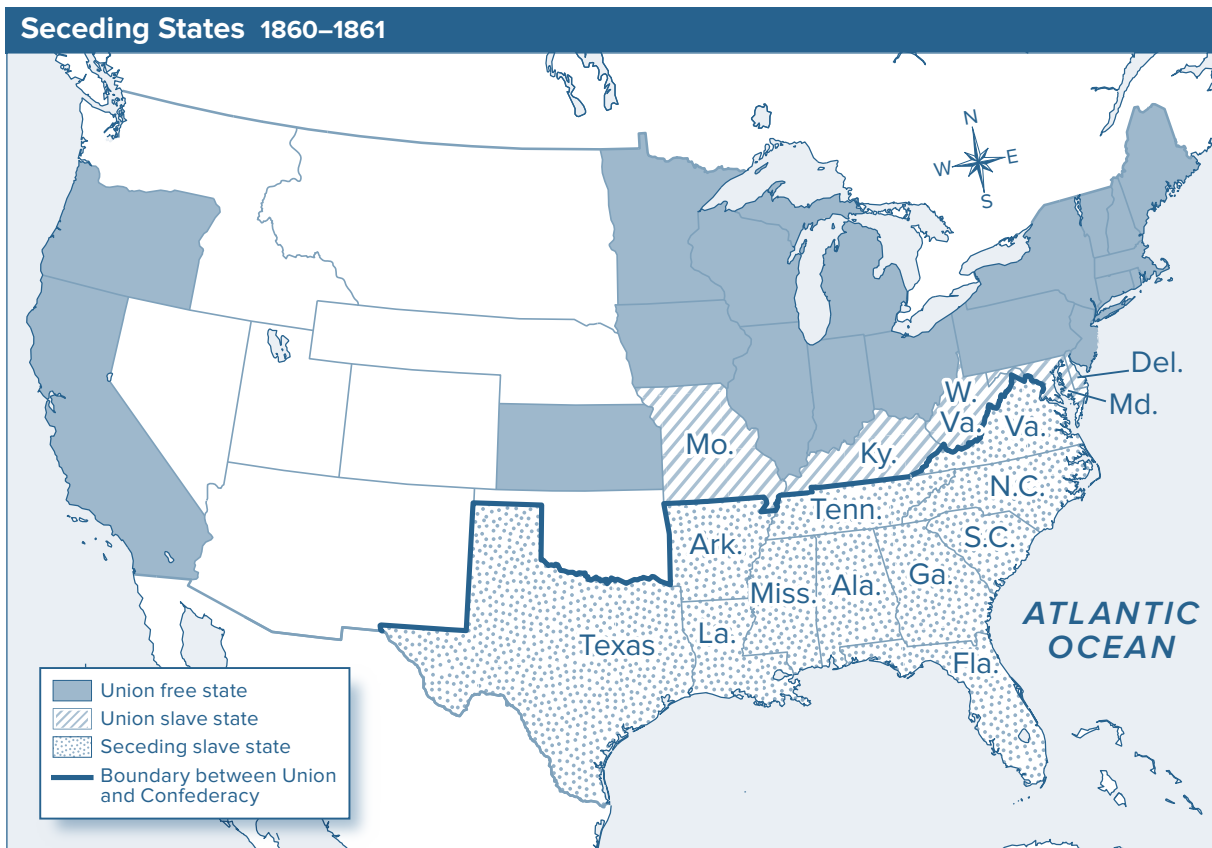 Seceding States 1860–1861
N
W
E
S
Del.
Md.
W.
Va.
Va.
Mo.
Ky.
N.C.
Tenn.
S.C.
Ark.
Ga
Ala.
Miss.
ATLANTIC
OCEAN
La.
Texas
Fla
Union free state
Union slave state
Seceding slave state
Boundary between Union
and Confederacy